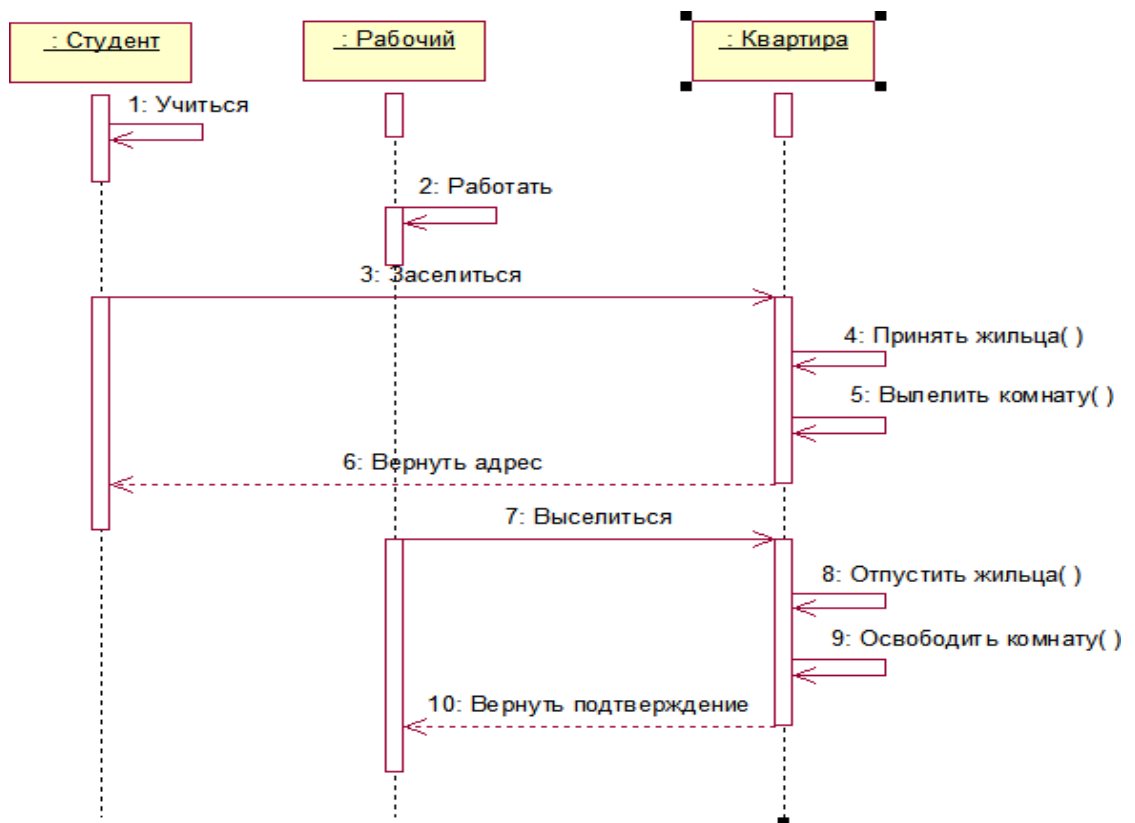 _: Студент
_: Рабочий
_: Квартира
1: Учиться
2: Работать
3: Заселиться
4: Принять жильца( )
5: Вылелить комнату( )
6: Вернуть адрес
7: Выселиться
8: Отпустить жильца( )
9: Освободить комнату( )
10: Вернуть подтверждение